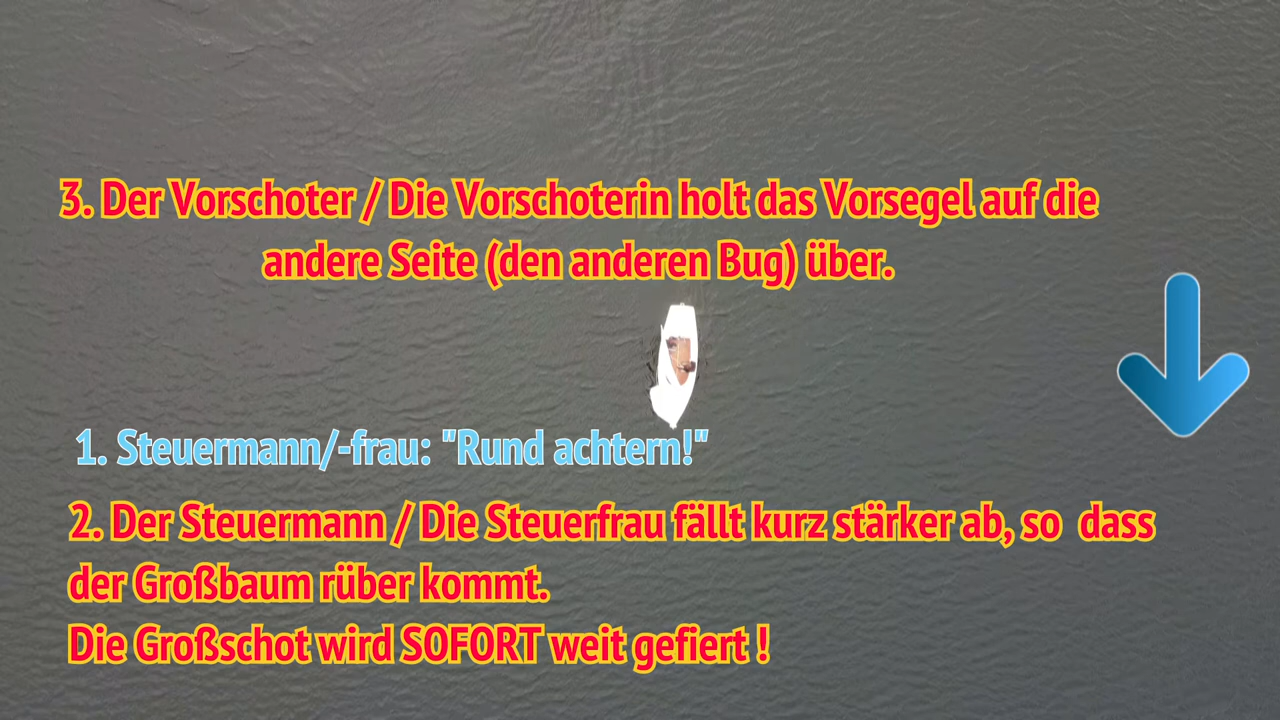 3. Der Vorschoter / Die Vorschoterin holt das Vorsegel auf die
andere Seite (den anderen Bug) über.
1. Steuermann/-frau: "Rund achtern!"
2. Der Steuermann / Die Steuerfrau fällt kurz stärker ab, so  dass
der Großbaum rüber kommt.
Die Großschot wird SOFORT weit gefiert !